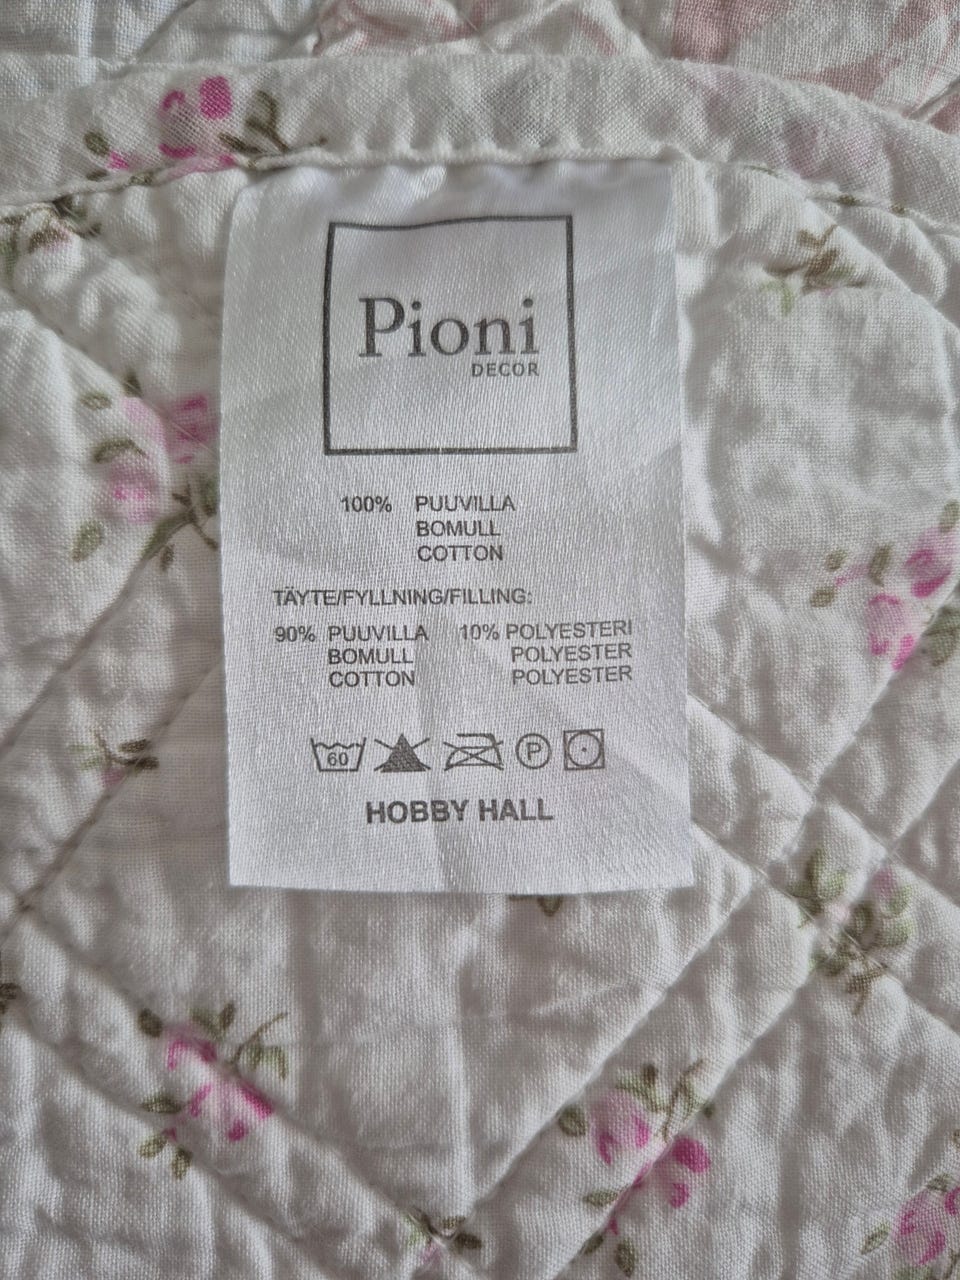 Pioni
DECOR
100% PUUVILLA
BOMULL
COTTON
TÄYTE/FYLLNING/FILLING:
90% PUUVILLA 10% POLYESTERI
BOMULL POLYESTER
COTTON POLYESTER
60 P
HOBBY HALL